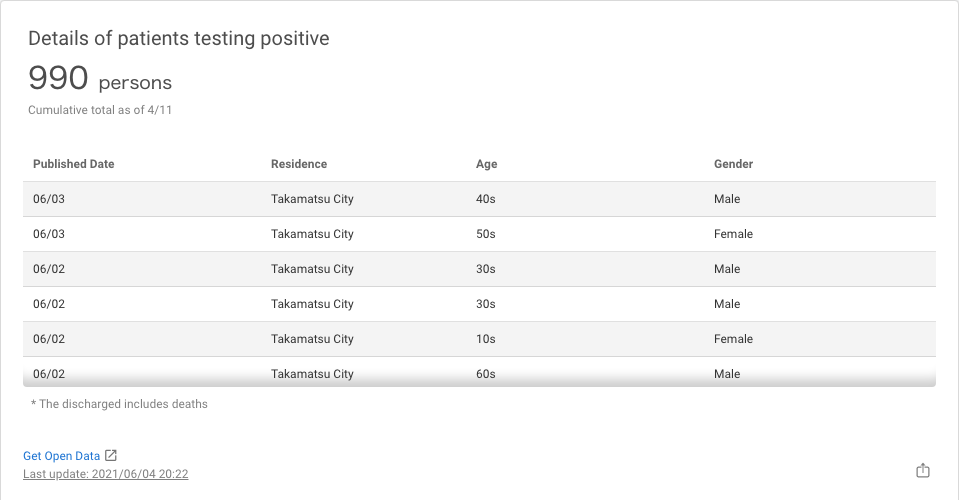 Details of patients testing positive
990 persons
Cumulative total as of 4/11
Published Date Residence Age Gender
06/03 Takamatsu City 40s Male
06/03 Takamatsu City 50s Female
06/02 Takamatsu City 30s Male
06/02 Takamatsu City 30s Male
06/02 Takamatsu City 10s Female
06/02 Takamatsu City 60s Male
* The discharged includes deaths
Get Open Data
Last update: 2021/06/04 20:22